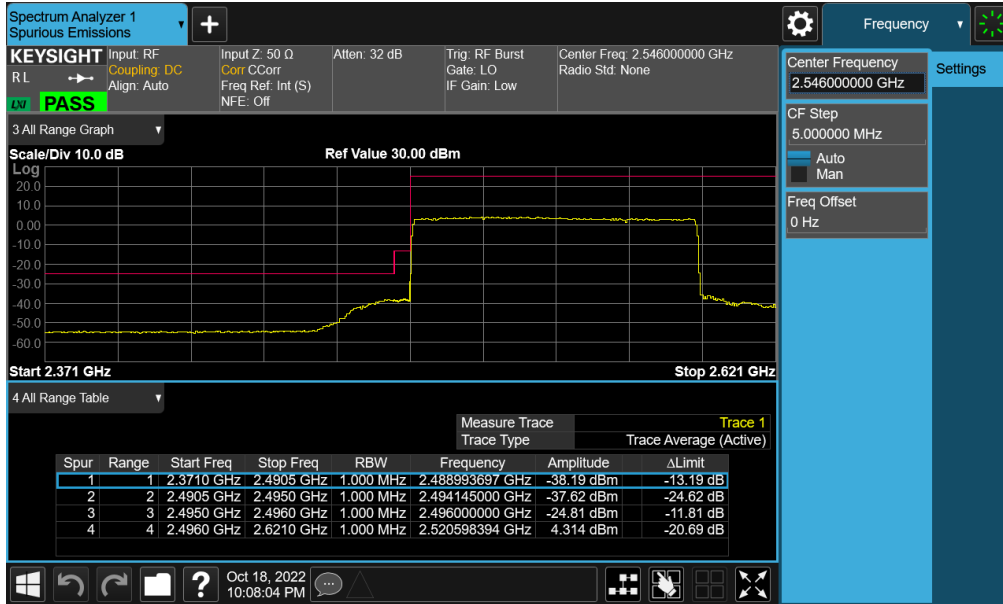 Spectrum Analyzer 1
Spurious Emissions
+
Frequency
KEYSIGHT
RL
LXI PASS
Input: RF
Coupling: DC
Align: Auto
Input Z: 50 Ω
Corr CCorr
Freq Ref: Int (S)
NFE: Off
Atten: 32 dB
Trig: RF Burst
Gate: LO
IF Gain: Low
Center Freq: 2.546000000 GHz
Radio Std: None
Center Frequency
2.546000000 GHz
Settings
CF Step
5.000000 MHz
Auto
Man
Freq Offset
0 Hz
3 All Range Graph
Scale/Div 10.0 dB Ref Value 30.00 dBm
Log
20.0
10.0
0.00
-10.0
-20.0
-30.0
-40.0
-50.0
-60.0
Start 2.371 GHz Stop 2.621 GHz
4 All Range Table
Measure Trace Trace 1
Trace Type Trace Average (Active)
Spur Range Start Freq Stop Freq RBW Frequency Amplitude ΔLimit
1 1 2.3710 GHz 2.4905 GHz 1.000 MHz 2.488993697 GHz -38.19 dBm -13.19 dB
2 2 2.4905 GHz 2.4950 GHz 1.000 MHz 2.494145000 GHz -37.62 dBm -24.62 dB
3 3 2.4950 GHz 2.4960 GHz 1.000 MHz 2.496000000 GHz -24.81 dBm -11.81 dB
4 4 2.4960 GHz 2.6210 GHz 1.000 MHz 2.520598394 GHz 4.314 dBm -20.69 dB
?
Oct 18, 2022
10:08:04 PM